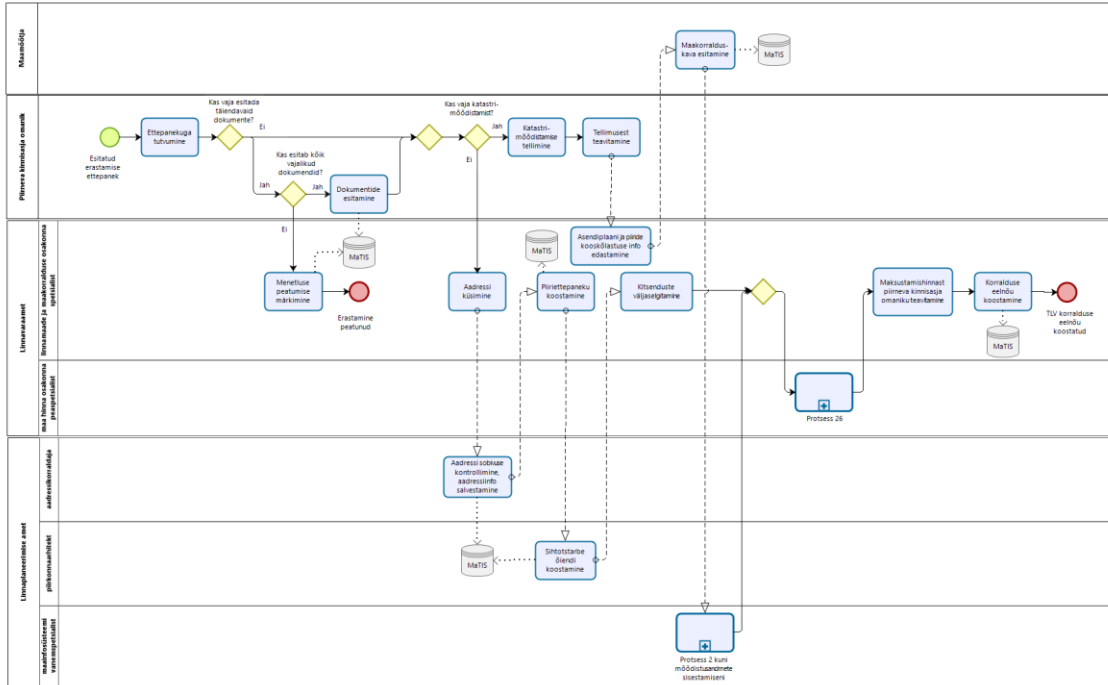 Maamõõtja
Maakorraldus-
kava esitamine
MaTIS
Piirneva kinnisasja omanik
Esitatud
erastamise
ettepanek
Ettepanekuga
tutvumine
Kas vaja esitada
täiendavaid
dokumente?
Ei
Jah
Kas esitab kõik
vajalikud
dokumendid?
Jah
Ei
Dokumentide
esitamine
Kas vaja katastri-
mõõdistamist?
Jah
Ei
Katastri-
mõõdistamise
tellimine
Tellimusest
teavitamine
Linnavaraamet
linnamaade ja maakorralduse osakonna
spetsialist
MaTIS
Menetluse
peatumise
märkimine
Erastamine
peatunud
Aadressi
küsimine
MaTIS
Piiriettepaneku
koostamine
Asendiplaani ja piiride
kooskõlastuse info
edastamine
Kitsenduste
väljaselgitamine
Maksustamishinnast
piirneva kinnisasja
omaniku teavitamine
Korralduse
eelnõu
koostamine
MaTIS
TLV korralduse
eelnõu
koostatud
maa hinna osakonna
peaspetsialist
Protsess 26
Linnaplaneerimise amet
aadressikorraldaja
Aadressi sobivuse
kontrollimine,
aadressiinfo
salvestamine
piirkonnaarhitekt
MaTIS
Sihtotstarbe
õiendi
koostamine
maainfosüsteemi
vanemspetsialist
Protsess 2 kuni
mõõdistusandmete
sisestamiseni